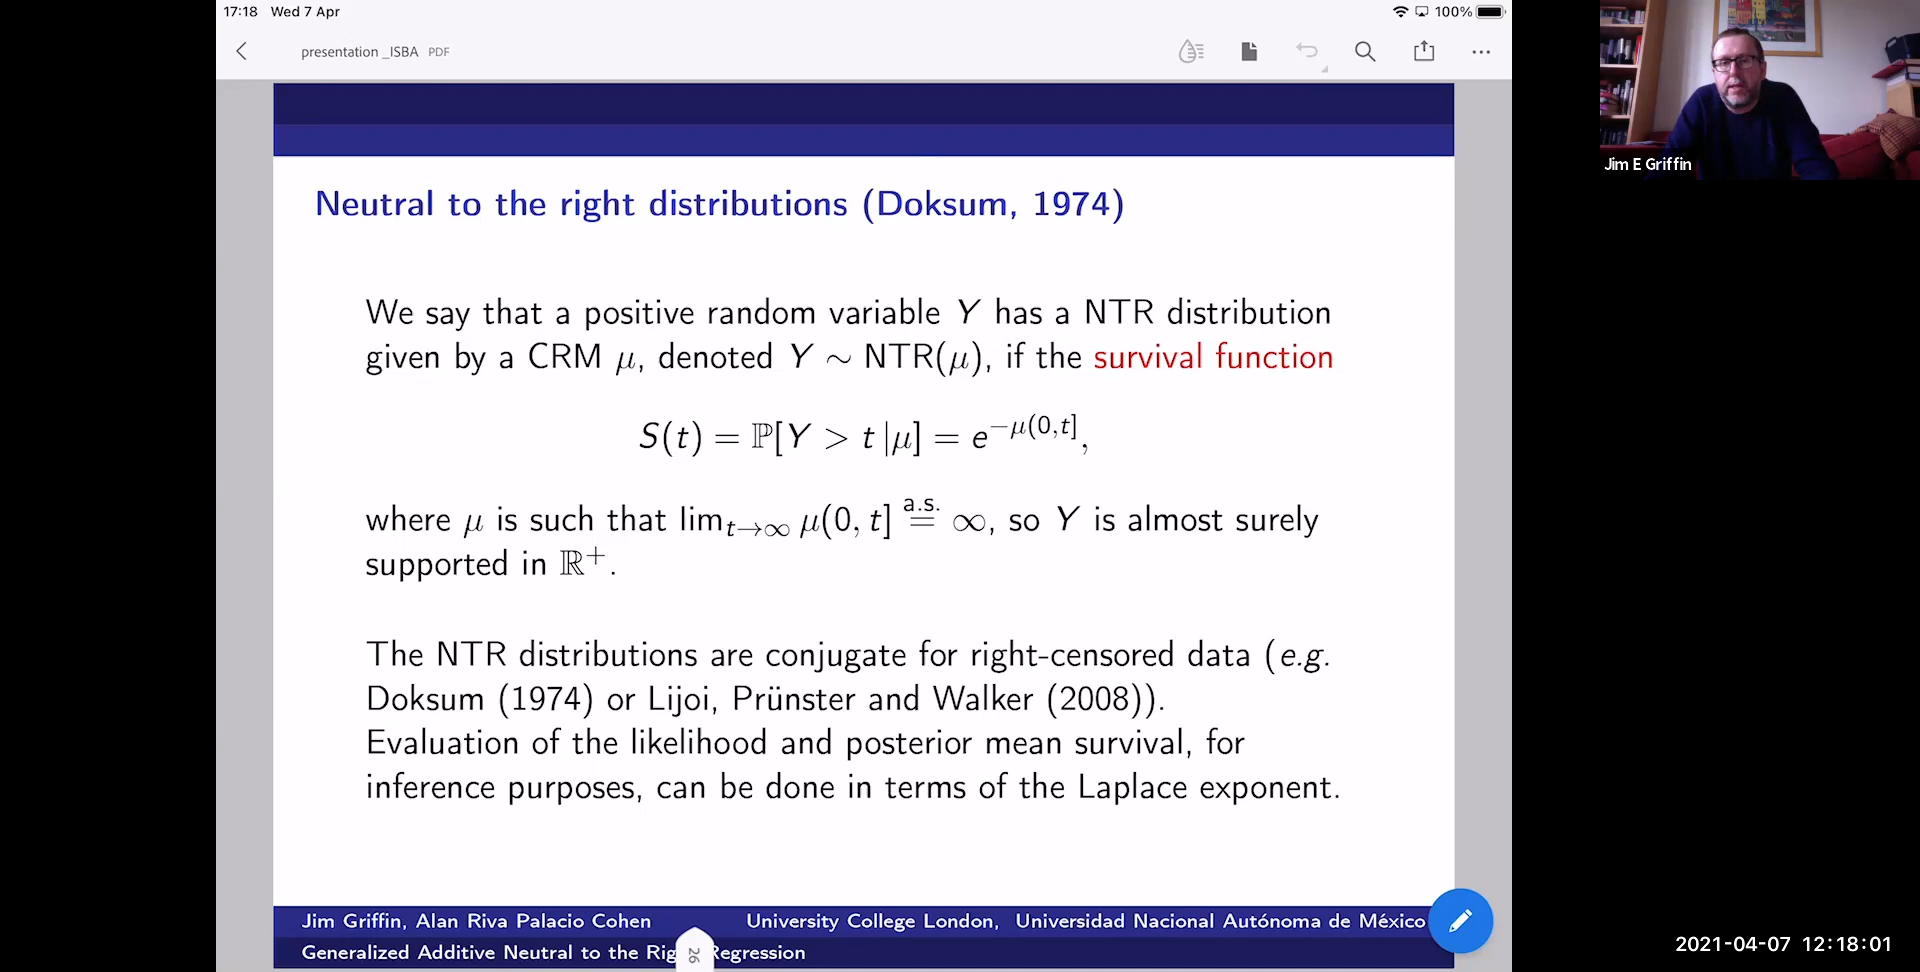 17:18 Wed 7 Apr
100%
presentation _ISBA PDF
Neutral to the right distributions (Doksum, 1974)
We say that a positive random variable Y has a NTR distribution
given by a CRM μ, denoted Y ∼ NTR(μ), if the survival function
S(t) = ℙ[Y > t |μ] = e^{−μ(0,t]},
where μ is such that lim_{t→∞} μ(0, t] a.s. = ∞, so Y is almost surely
supported in ℝ⁺.
The NTR distributions are conjugate for right-censored data (e.g.
Doksum (1974) or Lijoi, Prünster and Walker (2008)).
Evaluation of the likelihood and posterior mean survival, for
inference purposes, can be done in terms of the Laplace exponent.
Jim Griffin, Alan Riva Palacio Cohen University College London, Universidad Nacional Autónoma de México
Generalized Additive Neutral to the Rig Regression
26
Jim E Griffin
2021-04-07 12:18:01